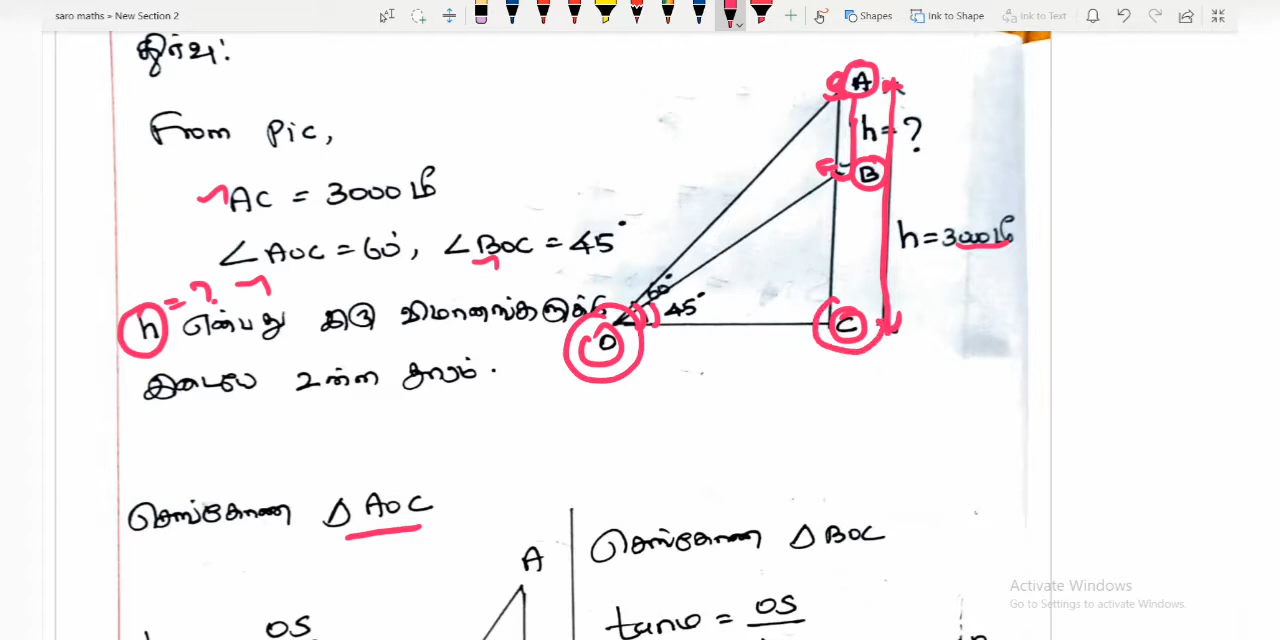 saro maths > New Section 2
Shapes
Ink to Shape
Ink to Text
தீர்வு:
From pic,
AC = 3000 மீ
∠AOC = 60°, ∠BOC = 45°
= ?
h என்பது இரு விமானங்களுக்கு
இடையே உள்ள தூரம்.
A
h = ?
B
h = 3000மீ
60°
45°
O
C
செங்கோண Δ AOC
செங்கோண Δ BOC
A
OS
tanθ = OS
Activate Windows
Go to Settings to activate Windows.